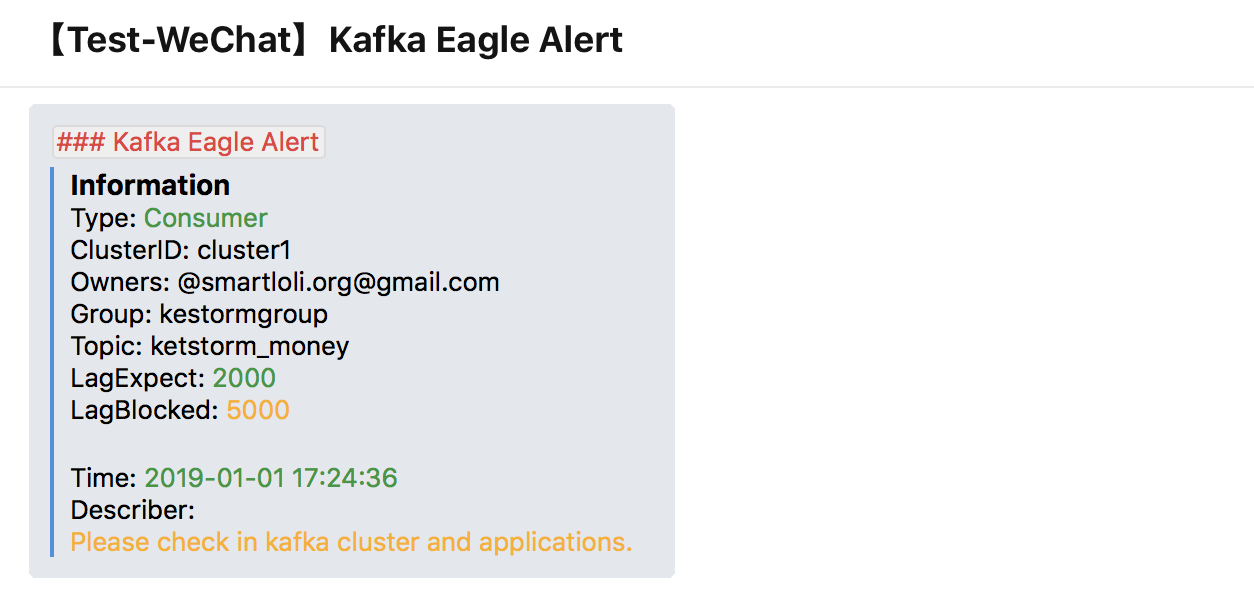 【Test-WeChat】Kafka Eagle Alert
### Kafka Eagle Alert
Information
Type: Consumer
ClusterID: cluster1
Owners: @smartloli.org@gmail.com
Group: kestormgroup
Topic: ketstorm_money
LagExpect: 2000
LagBlocked: 5000
Time: 2019-01-01 17:24:36
Describer:
Please check in kafka cluster and applications.